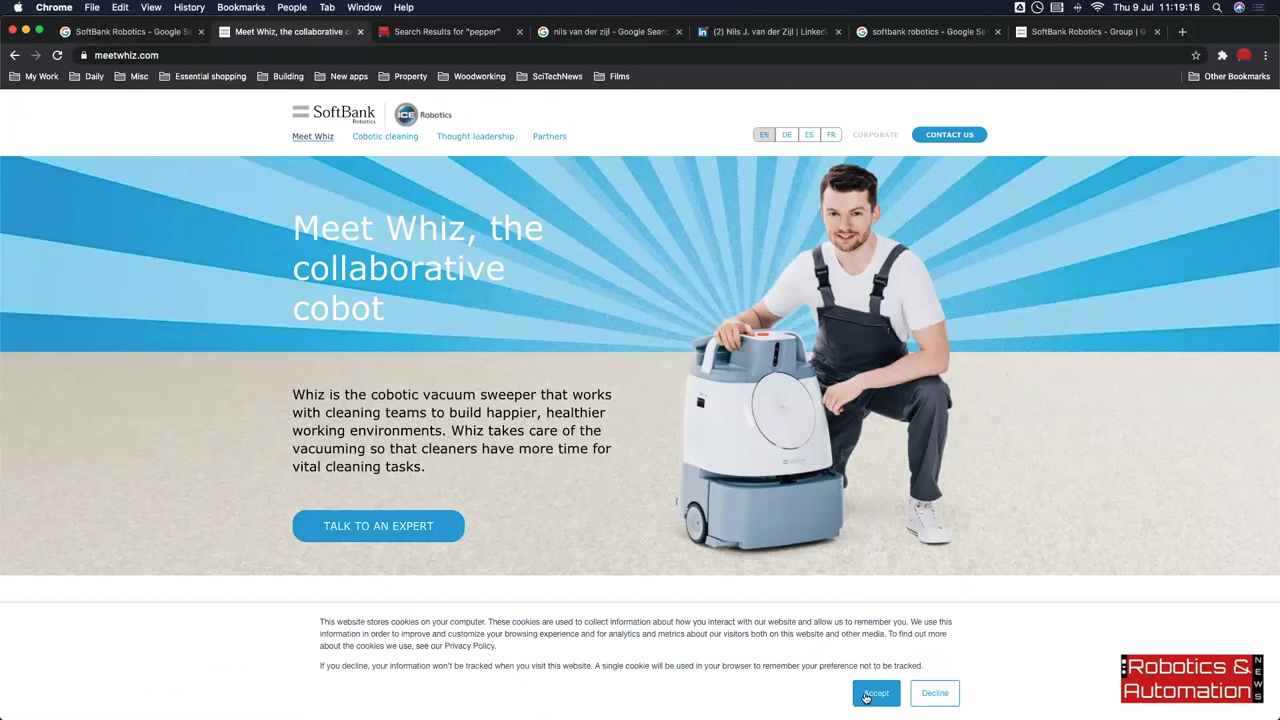 Chrome File Edit View History Bookmarks People Tab Window Help Thu 9 Jul 11:19:18
SoftBank Robotics - Google Se
Meet Whiz, the collaborative c
Search Results for "pepper"
nils van der zijl - Google Searc
(2) Nils J. van der Zijl | LinkedI
softbank robotics - Google Se
SoftBank Robotics - Group | G
meetwhiz.com
My Work Daily Misc Essential shopping Building New apps Property Woodworking SciTechNews Films Other Bookmarks
SoftBank Robotics ICE Robotics
Meet Whiz Cobotic cleaning Thought leadership Partners
EN DE ES FR CORPORATE CONTACT US
Meet Whiz, the
collaborative
cobot
Whiz is the cobotic vacuum sweeper that works
with cleaning teams to build happier, healthier
working environments. Whiz takes care of the
vacuuming so that cleaners have more time for
vital cleaning tasks.
TALK TO AN EXPERT
This website stores cookies on your computer. These cookies are used to collect information about how you interact with our website and allow us to remember you. We use this
information in order to improve and customize your browsing experience and for analytics and metrics about our visitors both on this website and other media. To find out more
about the cookies we use, see our Privacy Policy.
If you decline, your information won't be tracked when you visit this website. A single cookie will be used in your browser to remember your preference not to be tracked.
Accept Decline
Robotics &
Automation
NEWS